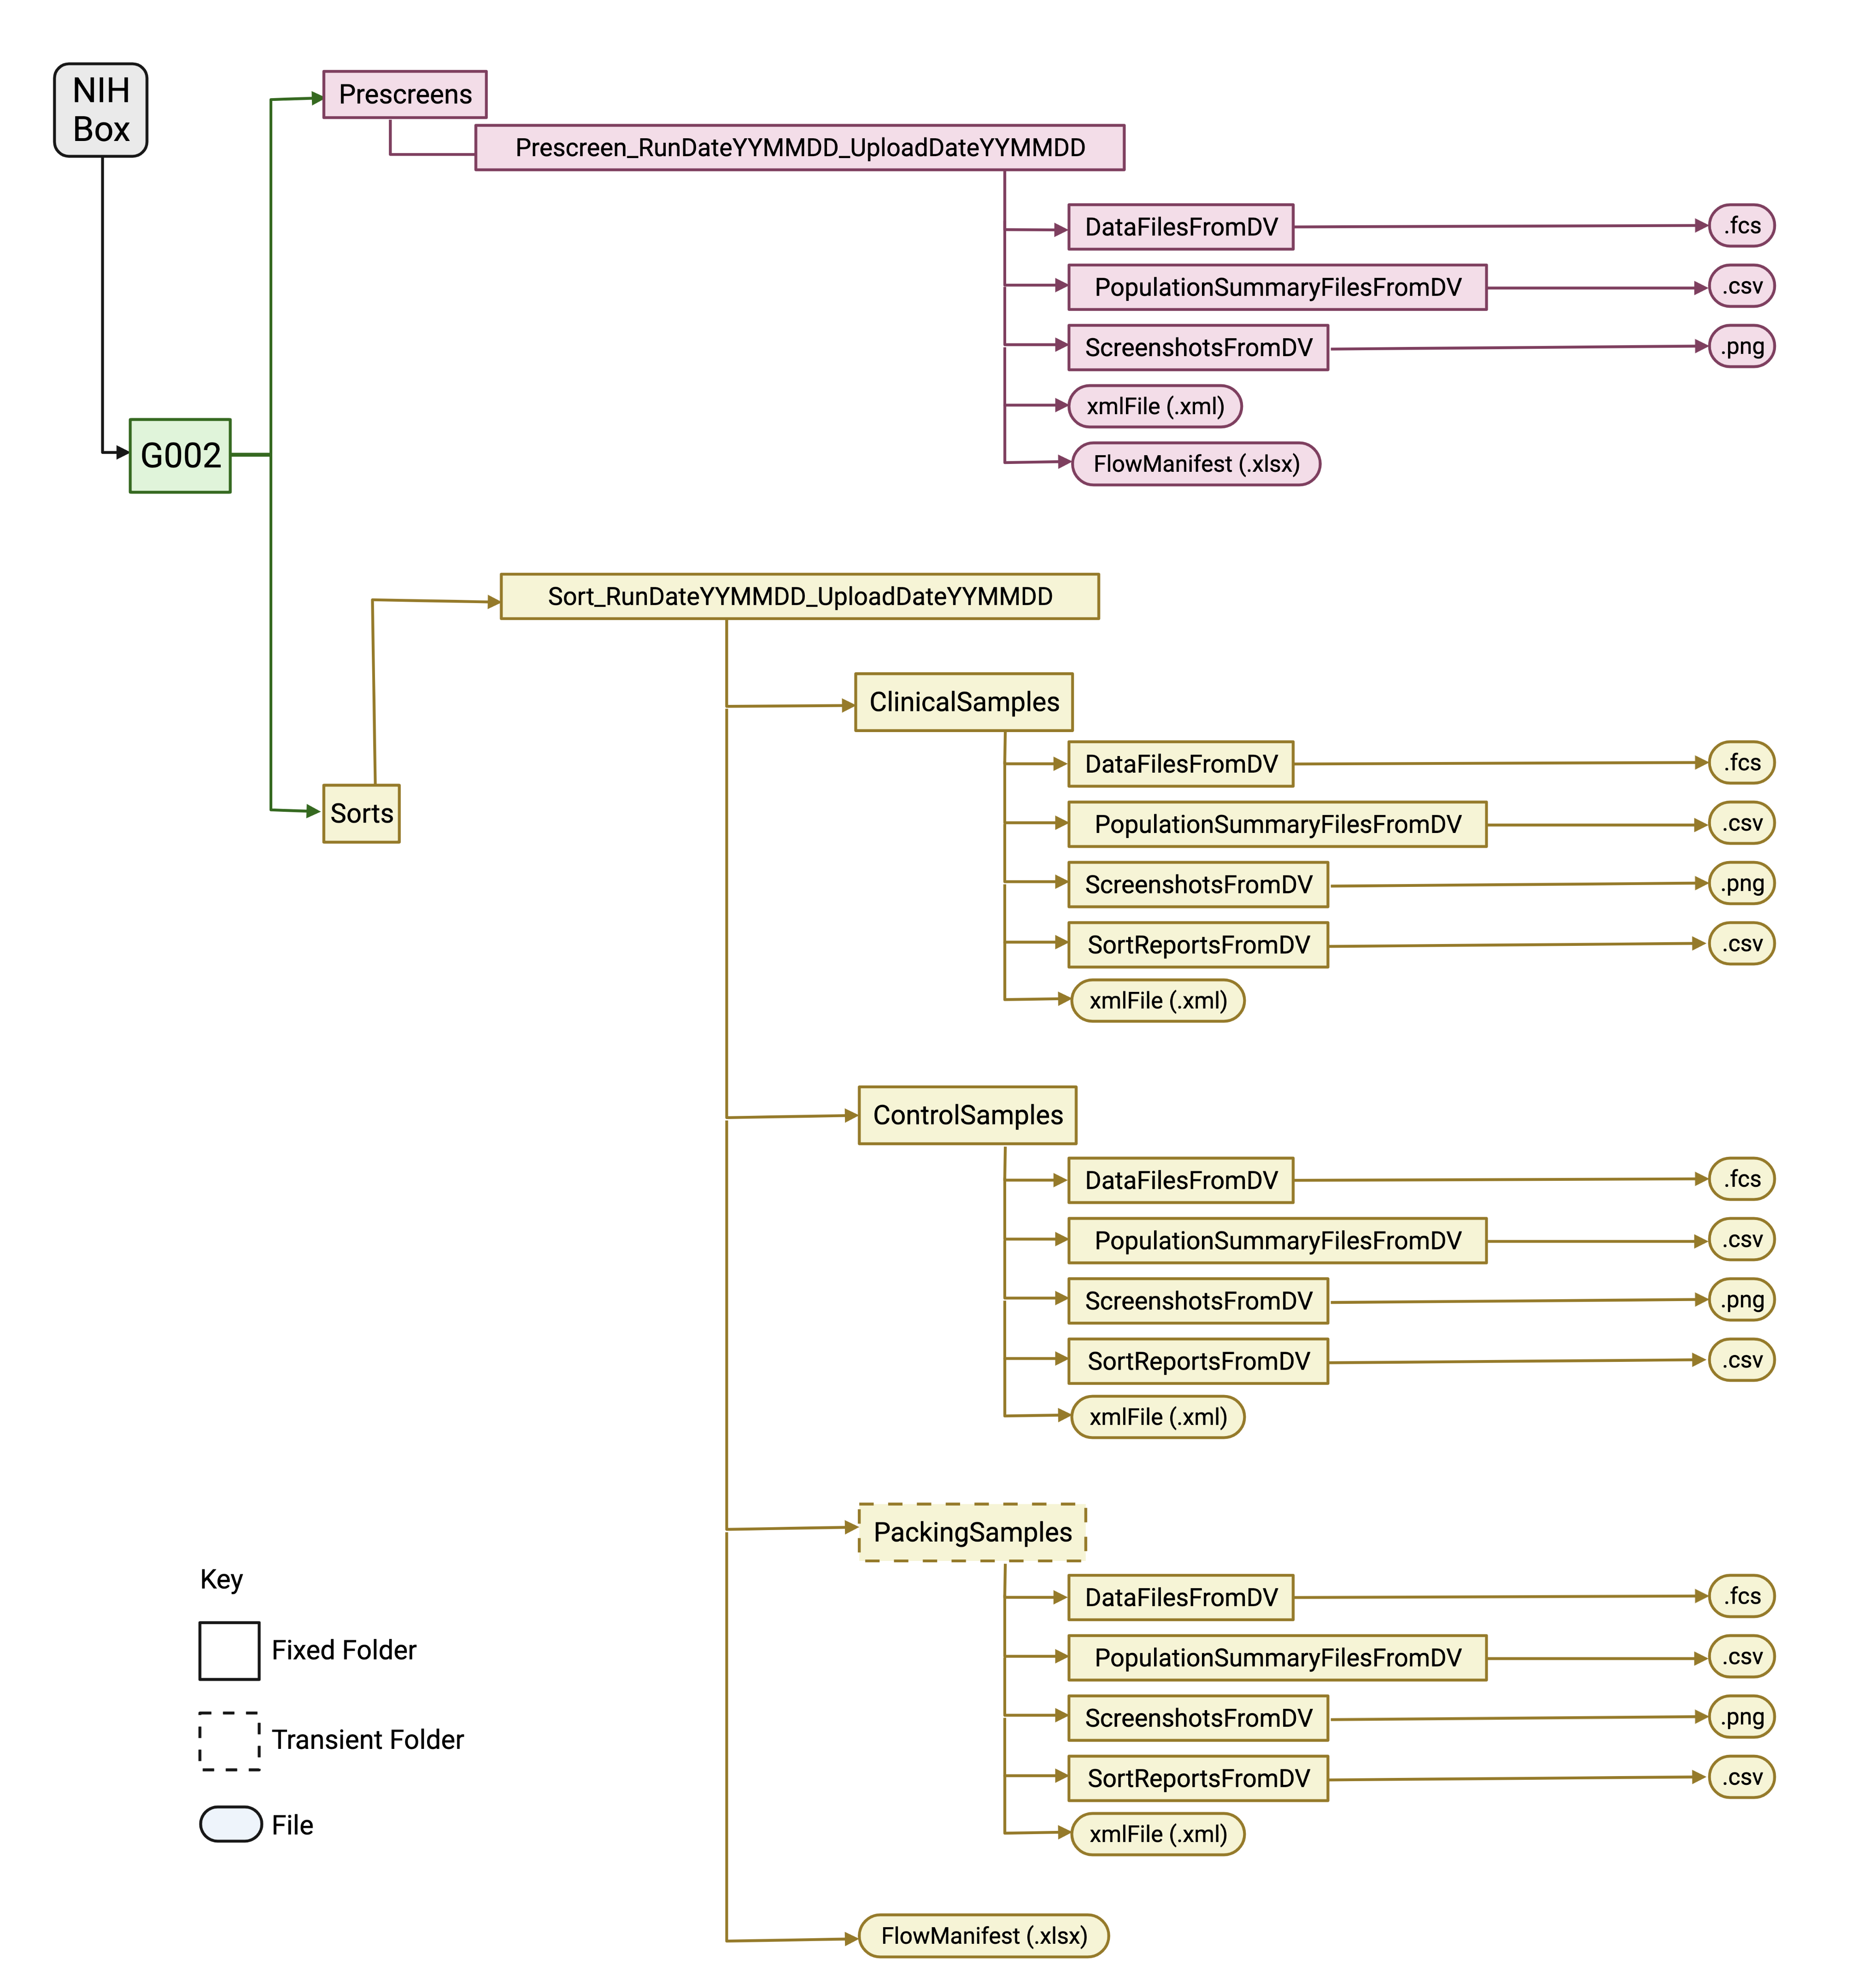 NIH
Box
Prescreens
Prescreen_RunDateYYMMDD_UploadDateYYMMDD
DataFilesFromDV
.fcs
PopulationSummaryFilesFromDV
.csv
ScreenshotsFromDV
.png
xmlFile (.xml)
FlowManifest (.xlsx)
G002
Sort_RunDateYYMMDD_UploadDateYYMMDD
ClinicalSamples
DataFilesFromDV
.fcs
Sorts
PopulationSummaryFilesFromDV
.csv
ScreenshotsFromDV
.png
SortReportsFromDV
.csv
xmlFile (.xml)
ControlSamples
DataFilesFromDV
.fcs
PopulationSummaryFilesFromDV
.csv
ScreenshotsFromDV
.png
SortReportsFromDV
.csv
xmlFile (.xml)
PackingSamples
DataFilesFromDV
.fcs
PopulationSummaryFilesFromDV
.csv
ScreenshotsFromDV
.png
SortReportsFromDV
.csv
xmlFile (.xml)
FlowManifest (.xlsx)
Key
Fixed Folder
Transient Folder
File